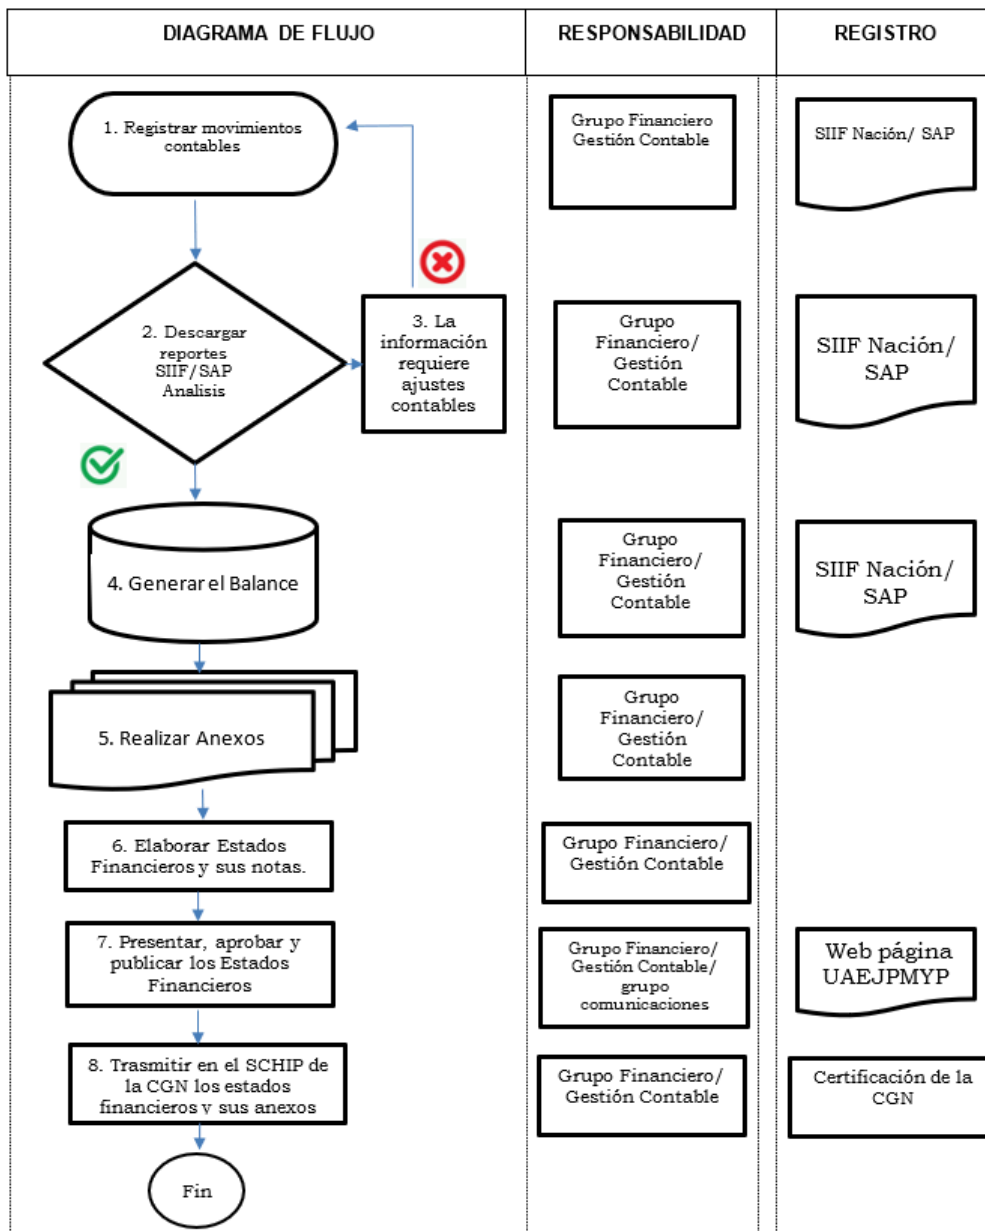 DIAGRAMA DE FLUJO
RESPONSABILIDAD
REGISTRO
1. Registrar movimientos
contables
Grupo Financiero
Gestión Contable
SIIF Nación/ SAP
2. Descargar
reportes
SIIF/SAP
Analisis
3. La
información
requiere
ajustes
contables
Grupo
Financiero/
Gestión
Contable
SIIF Nación/
SAP
4. Generar el Balance
Grupo
Financiero/
Gestión
Contable
SIIF Nación/
SAP
5. Realizar Anexos
Grupo
Financiero/
Gestión
Contable
6. Elaborar Estados
Financieros y sus notas.
Grupo Financiero/
Gestión Contable
7. Presentar, aprobar y
publicar los Estados
Financieros
Grupo Financiero/
Gestión Contable/
grupo
comunicaciones
Web página
UAEJPMYP
8. Trasmitir en el SCHIP de
la CGN los estados
financieros y sus anexos
Grupo Financiero/
Gestión Contable
Certificación de la
CGN
Fin